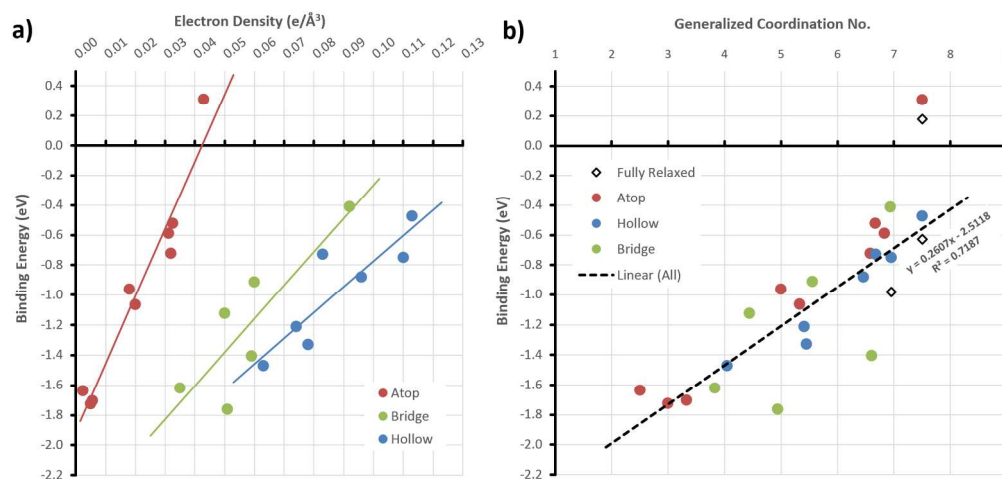 a)
Electron Density (e/Å³)
0.00 0.01 0.02 0.03 0.04 0.05 0.06 0.07 0.08 0.09 0.10 0.11 0.12 0.13
Binding Energy (eV)
0.4
0.2
0.0
-0.2
-0.4
-0.6
-0.8
-1.0
-1.2
-1.4
-1.6
-1.8
-2.0
-2.2
Atop
Bridge
Hollow
b)
Generalized Coordination No.
1 2 3 4 5 6 7 8
Binding Energy (eV)
0.4
0.2
0.0
-0.2
-0.4
-0.6
-0.8
-1.0
-1.2
-1.4
-1.6
-1.8
-2.0
-2.2
Fully Relaxed
Atop
Hollow
Bridge
Linear (All)
y = 0.2607x - 2.5118
R² = 0.7187